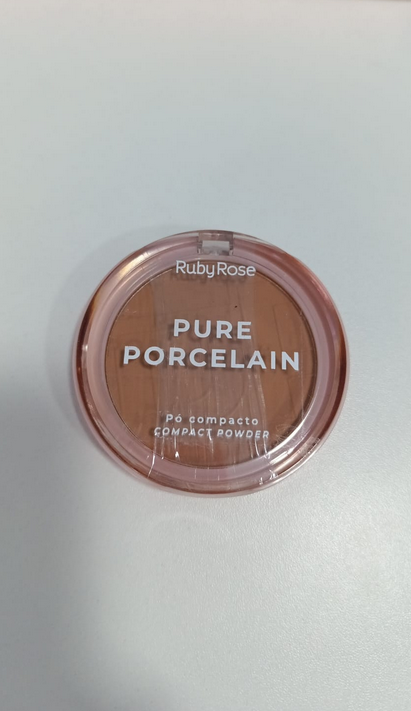 RubyRose
PURE
PORCELAIN
Pó compacto
COMPACT POWDER